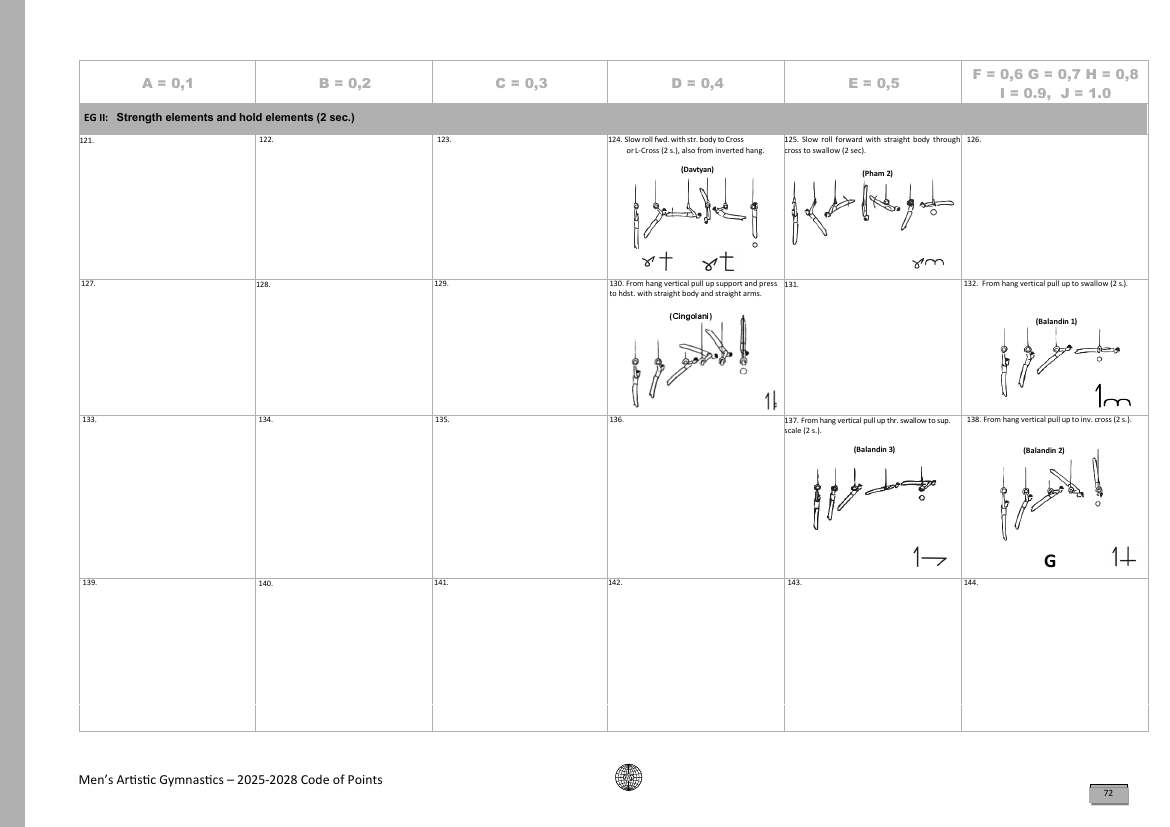 A = 0,1
B = 0,2
C = 0,3
D = 0,4
E = 0,5
F = 0,6 G = 0,7 H = 0,8
I = 0.9, J = 1.0
EG II: Strength elements and hold elements (2 sec.)
121.
122.
123.
124. Slow roll fwd. with str. body to Cross
or L-Cross (2 s.), also from inverted hang.
(Davtyan)
125. Slow roll forward with straight body through
cross to swallow (2 sec).
(Pham 2)
126.
127.
128.
129.
130. From hang vertical pull up support and press
to hdst. with straight body and straight arms.
(Cingolani)
131.
132. From hang vertical pull up to swallow (2 s.).
(Balandin 1)
133.
134.
135.
136.
137. From hang vertical pull up thr. swallow to sup.
scale (2 s.).
(Balandin 3)
138. From hang vertical pull up to inv. cross (2 s.).
(Balandin 2)
G
139.
140.
141.
142.
143.
144.
Men's Artistic Gymnastics – 2025-2028 Code of Points
72